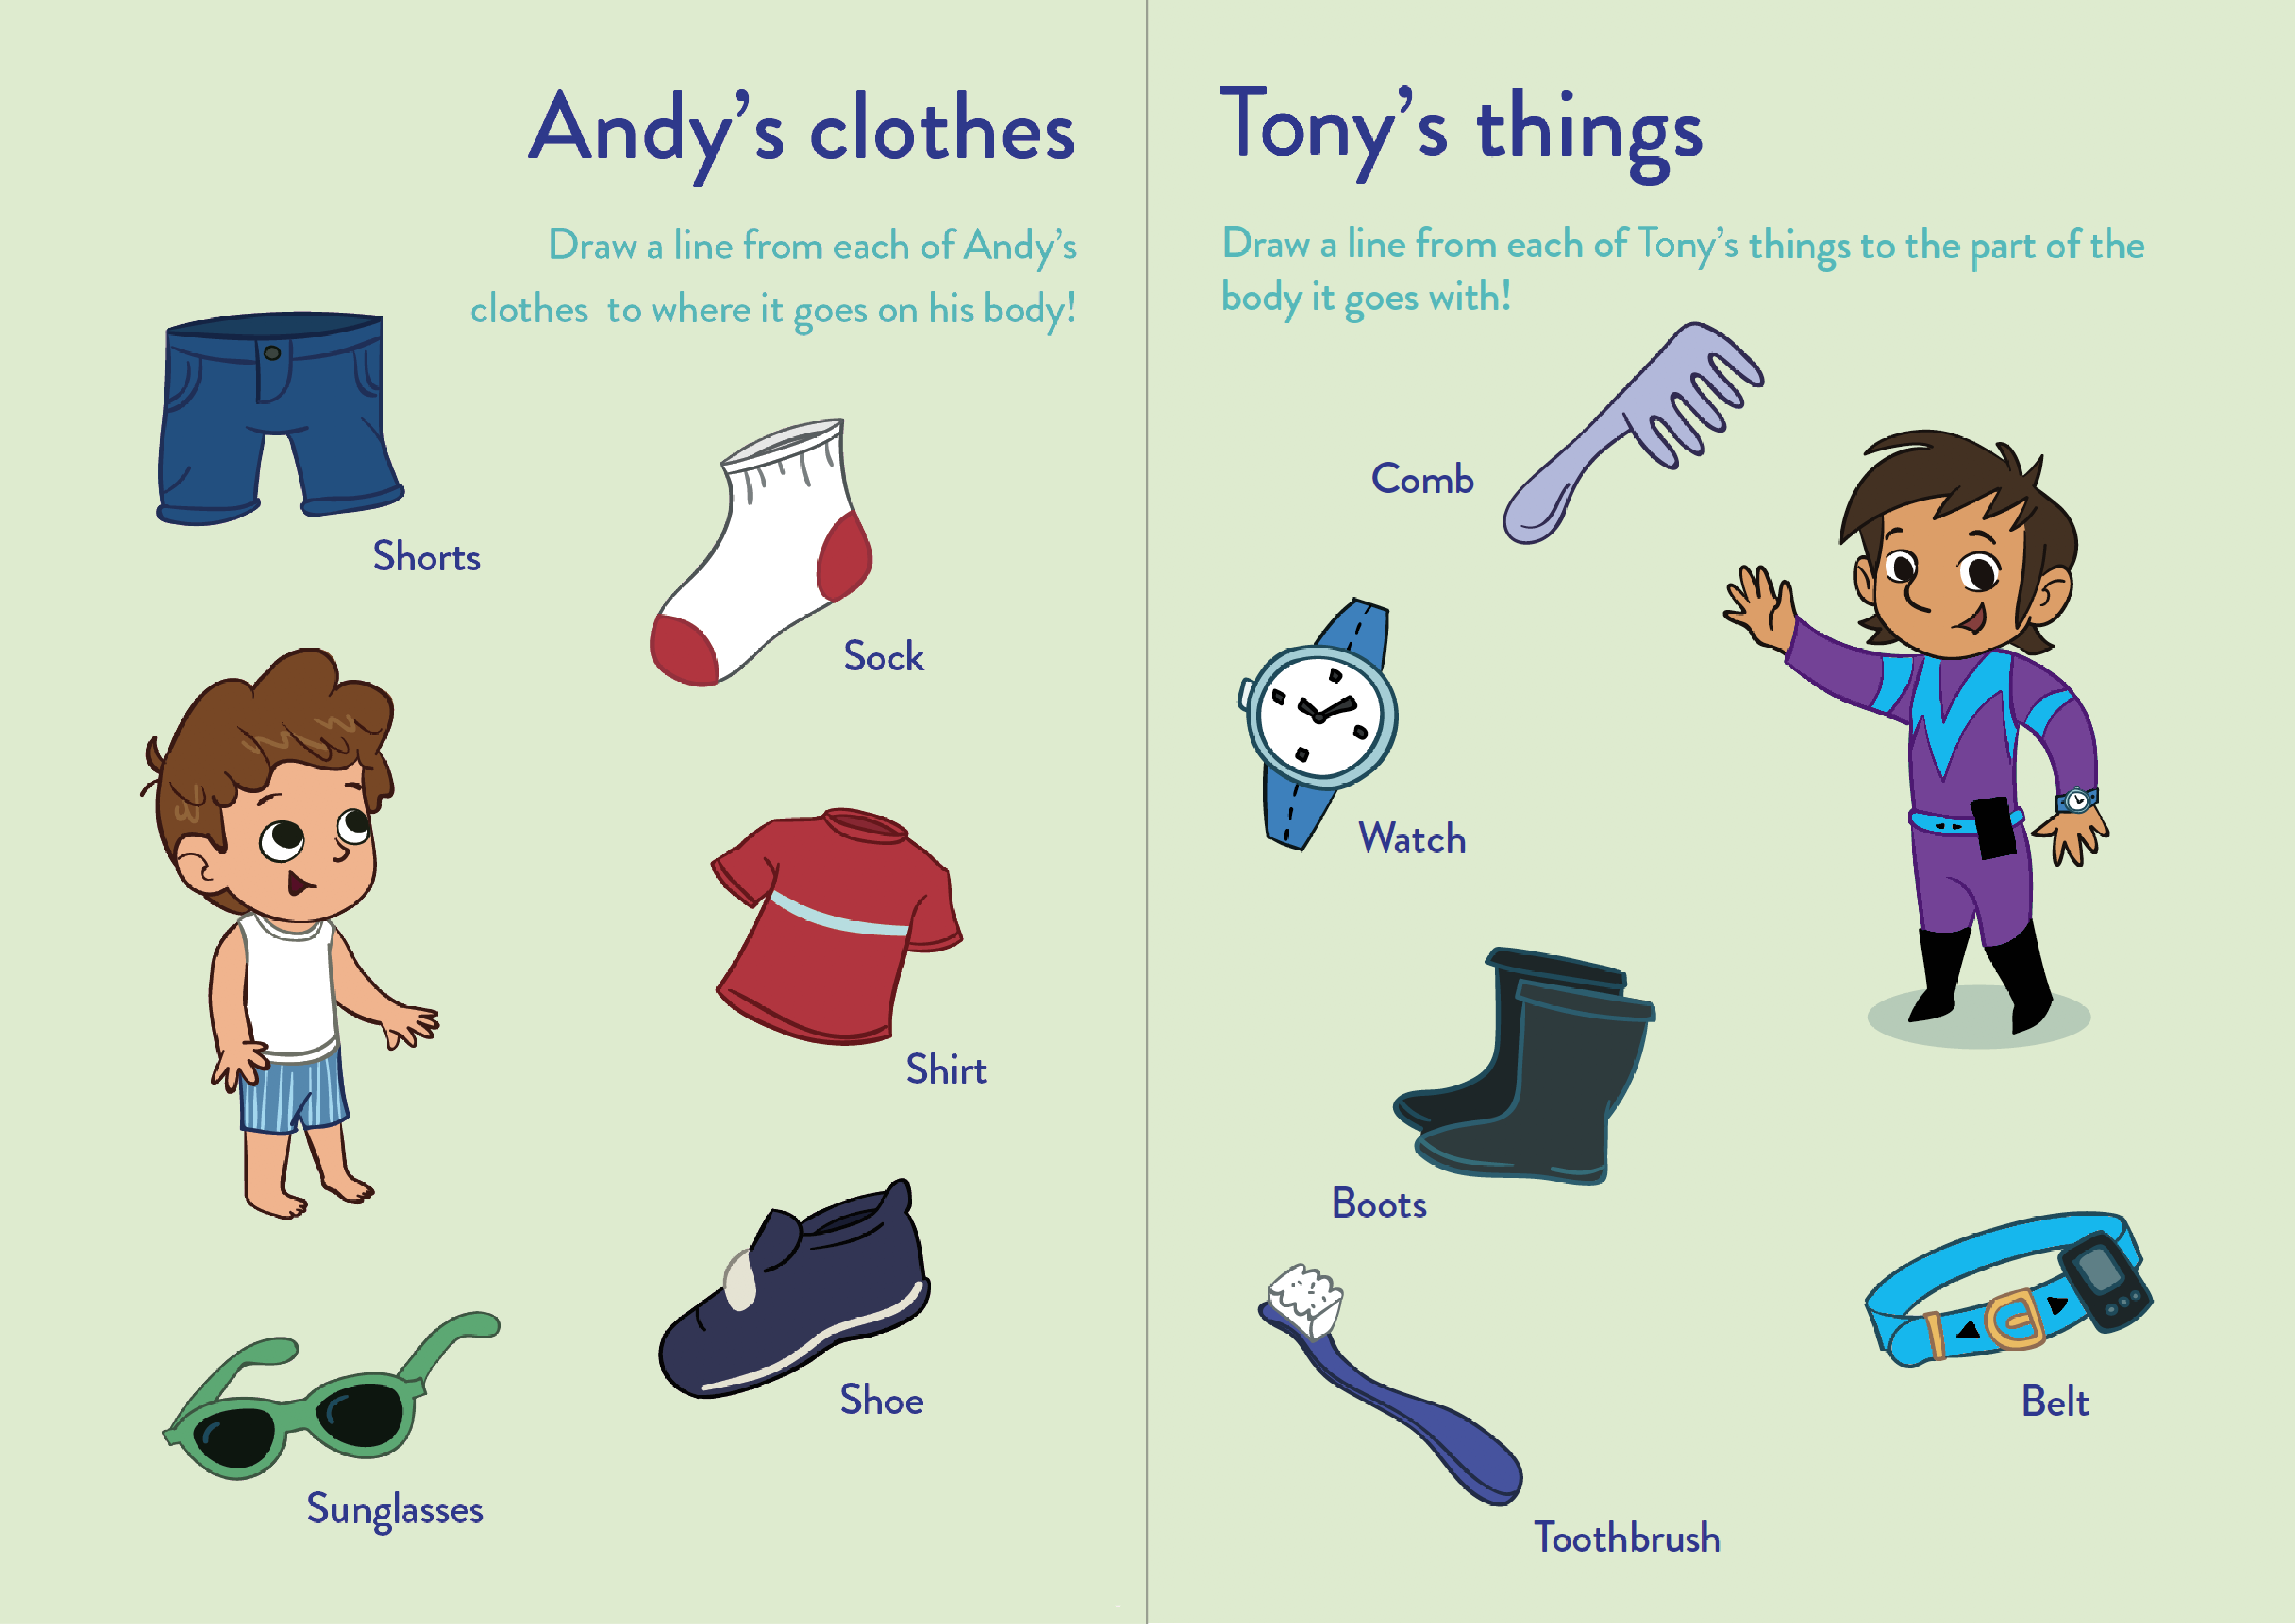 Andy's clothes
Draw a line from each of Andy's
clothes to where it goes on his body!
Shorts
Sock
Shirt
Shoe
Sunglasses
Tony's things
Draw a line from each of Tony's things to the part of the
body it goes with!
Comb
Watch
Boots
Belt
Toothbrush